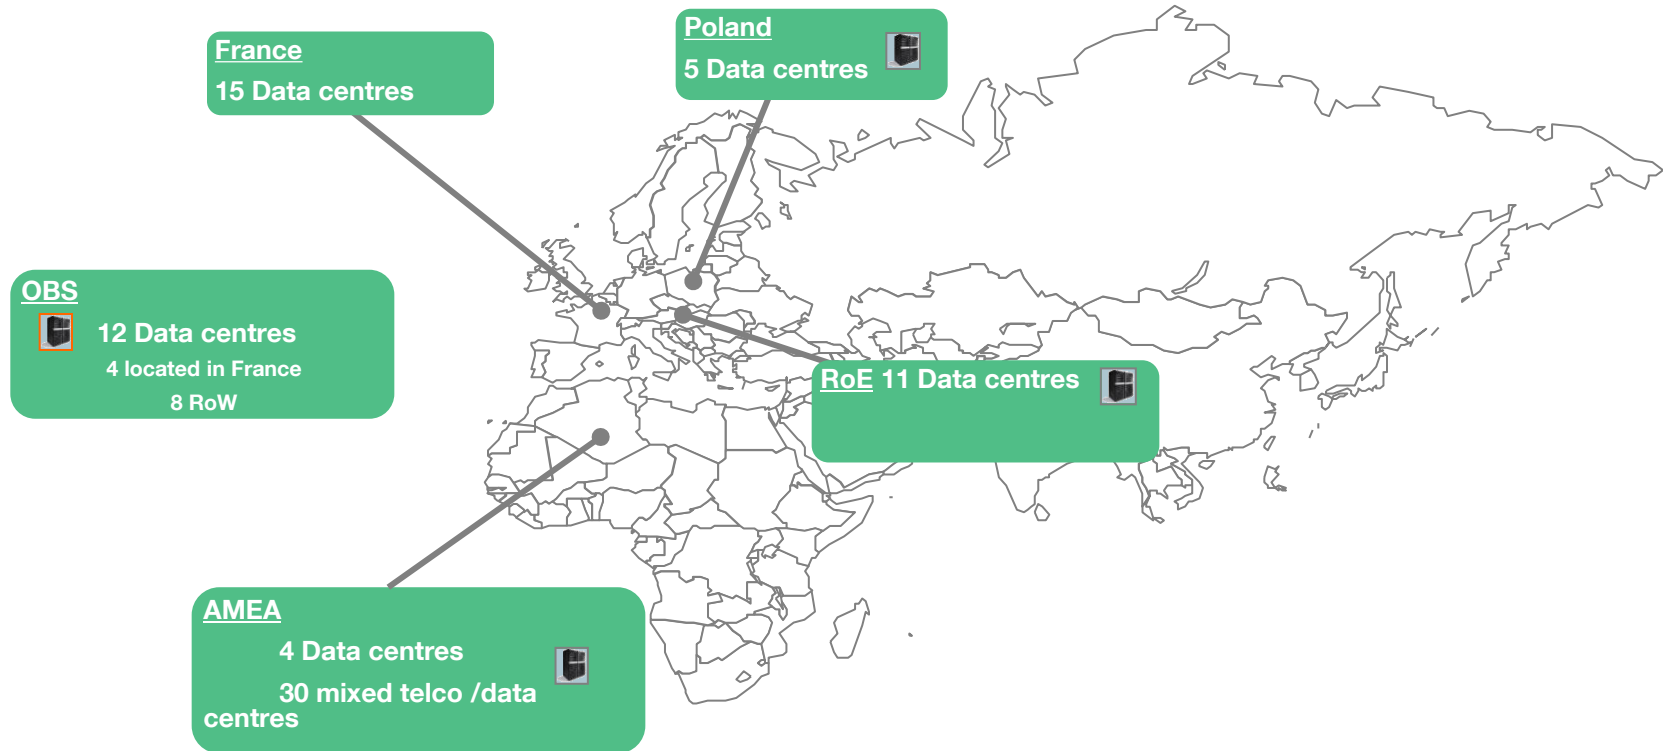 France
15 Data centres
Poland
5 Data centres
OBS
12 Data centres
4 located in France
8 RoW
RoE 11 Data centres
AMEA
4 Data centres
30 mixed telco /data
centres